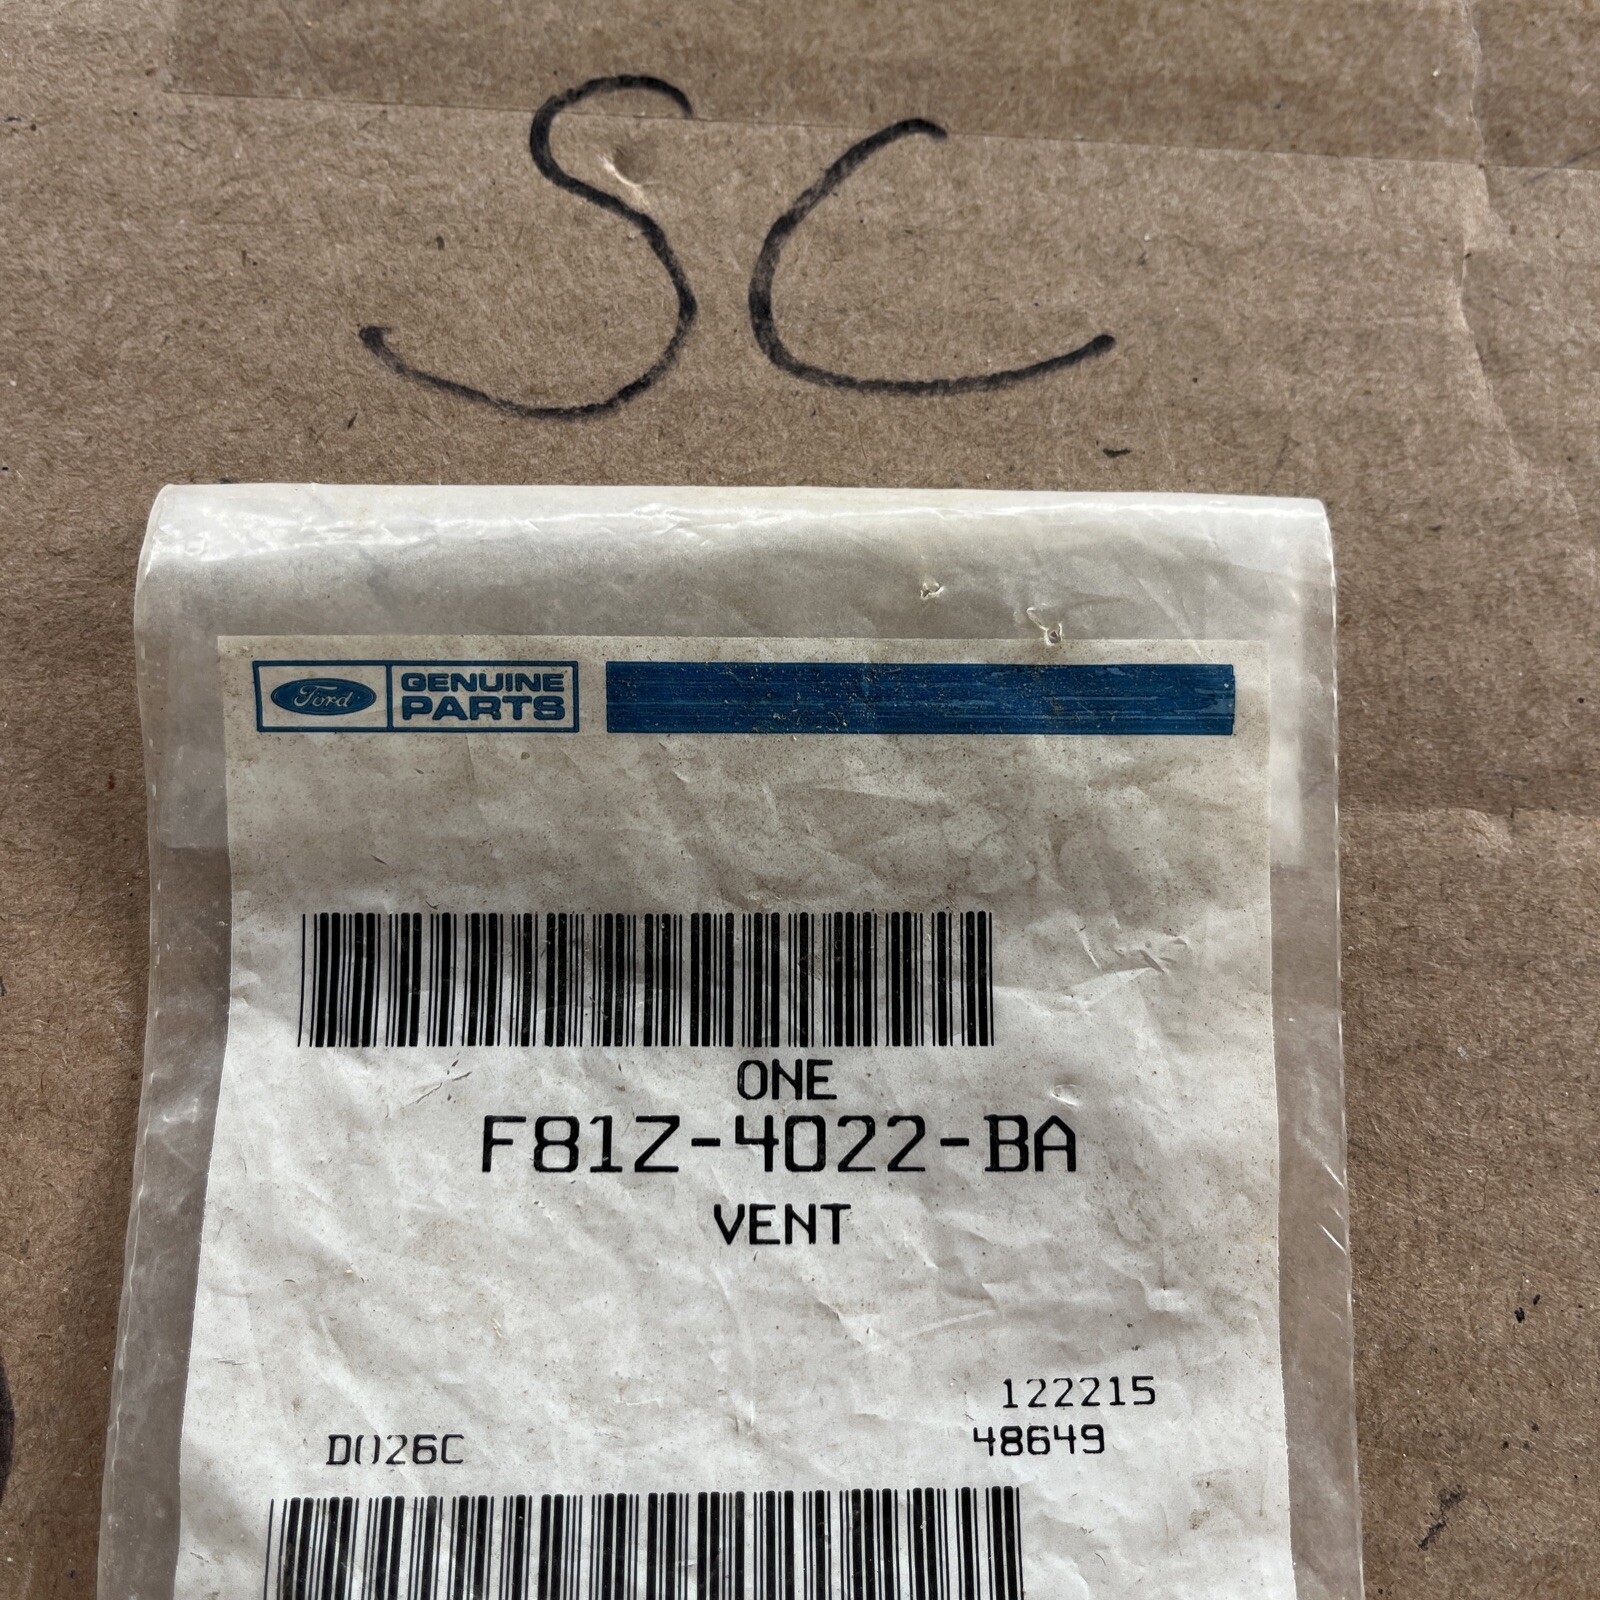 SC
Ford GENUINE PARTS
ONE
F81Z-4022-BA
VENT
122215
D026C 48649